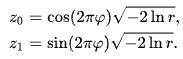 z₀ = cos(2πφ)√(−2 ln r),
z₁ = sin(2πφ)√(−2 ln r).